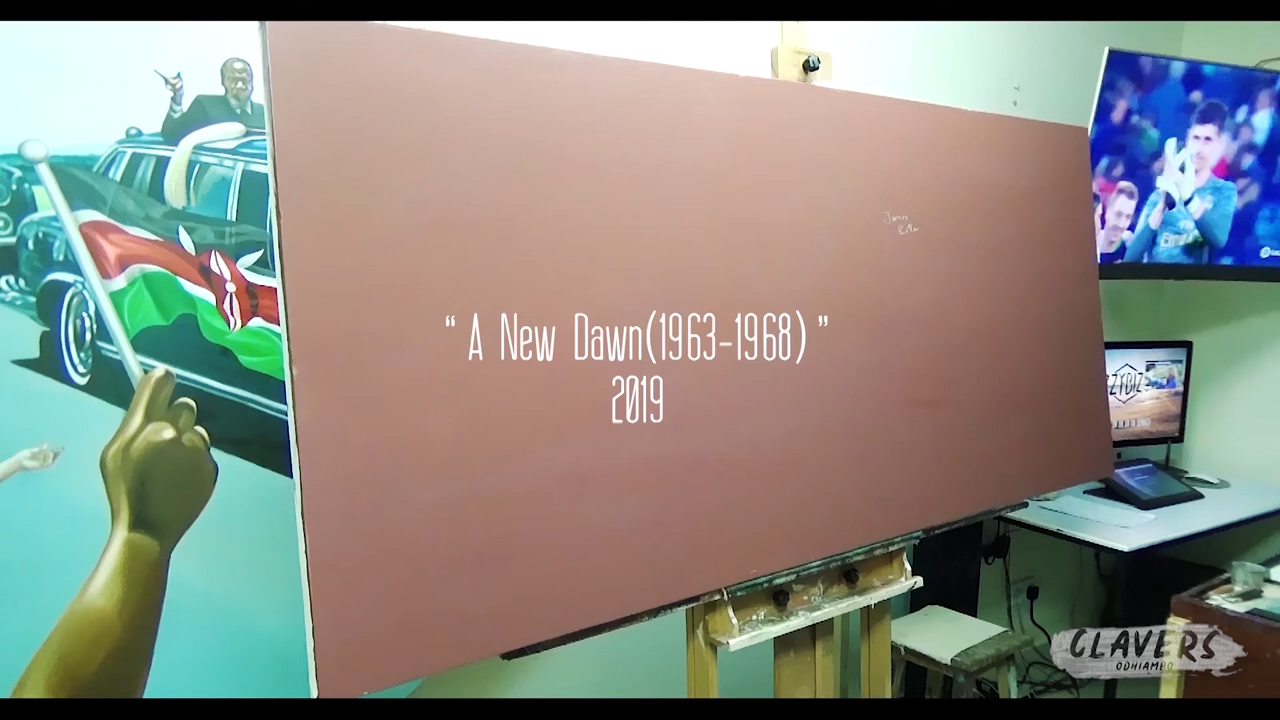 “ A New Dawn(1963-1968) ”
2019
CLAVERS
ODHIAMBO